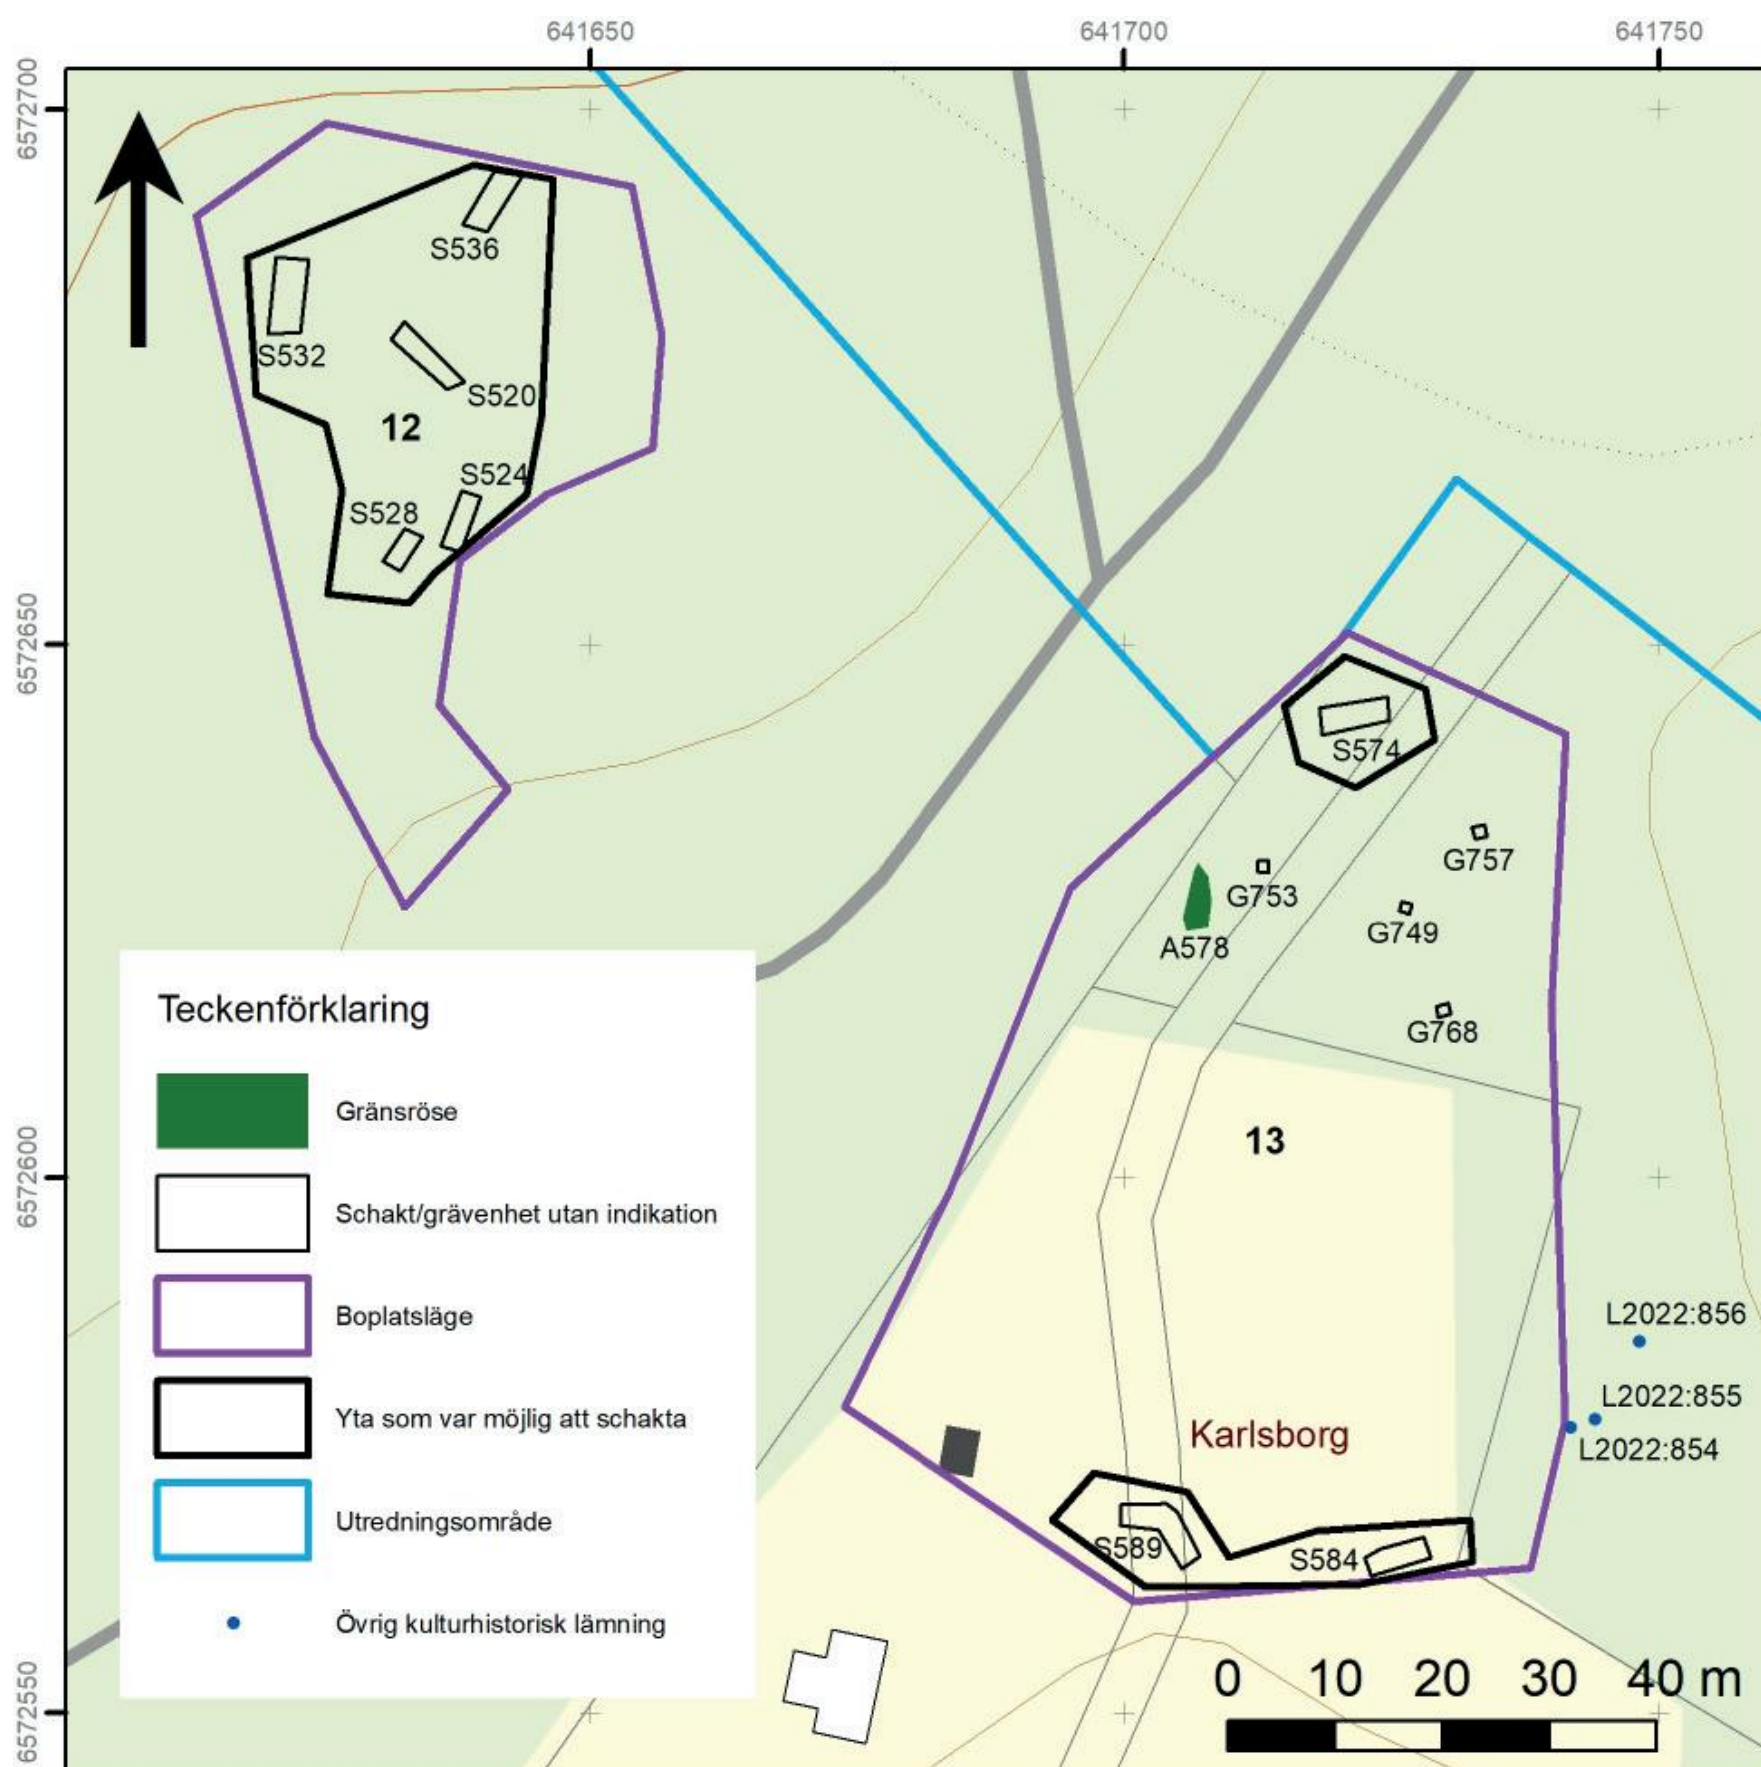 641650
641700
641750
6572700
6572650
6572600
6572550
S536
S532
S520
12
S524
S528
S574
G757
G753
G749
A578
G768
13
L2022:856
L2022:855
L2022:854
Karlsborg
S589
S584
Teckenförklaring
Gränsröse
Schakt/grävenhet utan indikation
Boplatsläge
Yta som var möjlig att schakta
Utredningsområde
Övrig kulturhistorisk lämning
0 10 20 30 40 m